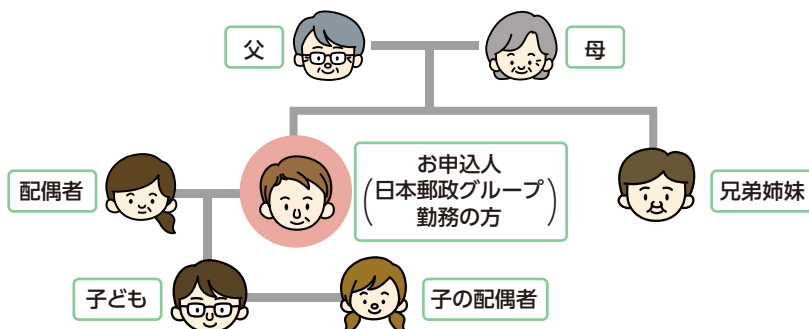 父
母
配偶者
お申込人
(日本郵政グループ)
勤務の方
兄弟姉妹
子ども
子の配偶者